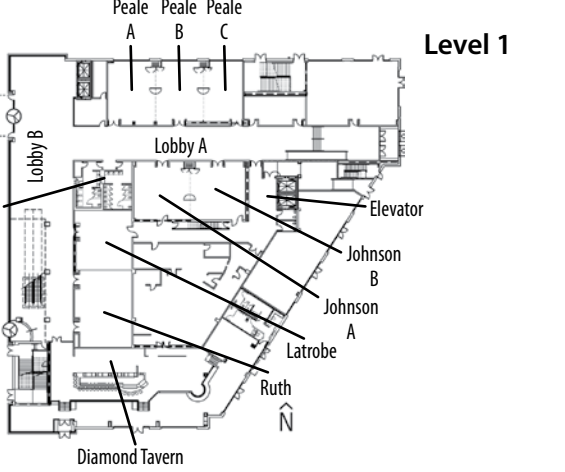 Peale Peale Peale
A B C
Level 1
Lobby B
Lobby A
Elevator
Johnson
B
Johnson
A
Latrobe
Ruth
N
Diamond Tavern